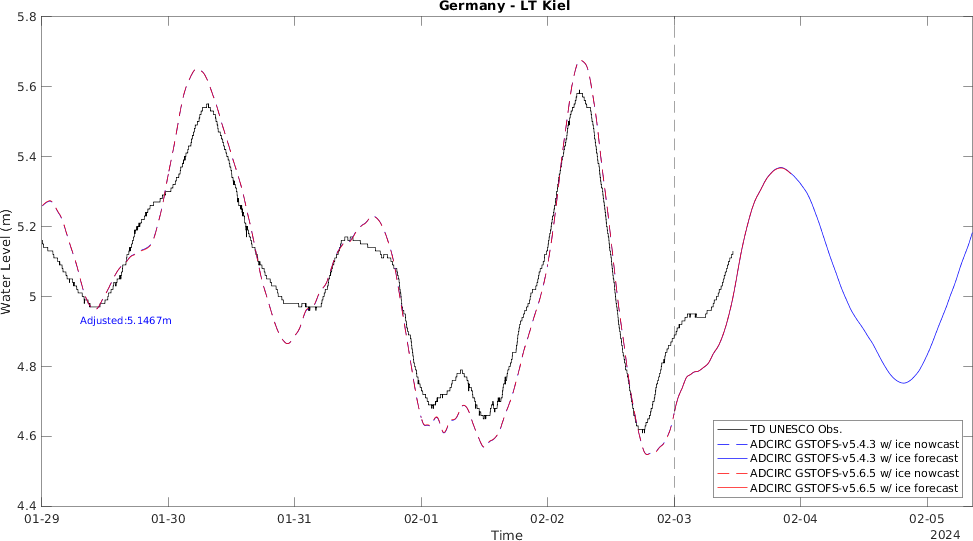 Germany - LT Kiel
5.8
5.6
5.4
5.2
5
4.8
4.6
4.4
Water Level (m)
Adjusted:5.1467m
TD UNESCO Obs.
ADCIRC GSTOFS-v5.4.3 w/ ice nowcast
ADCIRC GSTOFS-v5.4.3 w/ ice forecast
ADCIRC GSTOFS-v5.6.5 w/ ice nowcast
ADCIRC GSTOFS-v5.6.5 w/ ice forecast
01-29 01-30 01-31 02-01 02-02 02-03 02-04 02-05
Time
2024